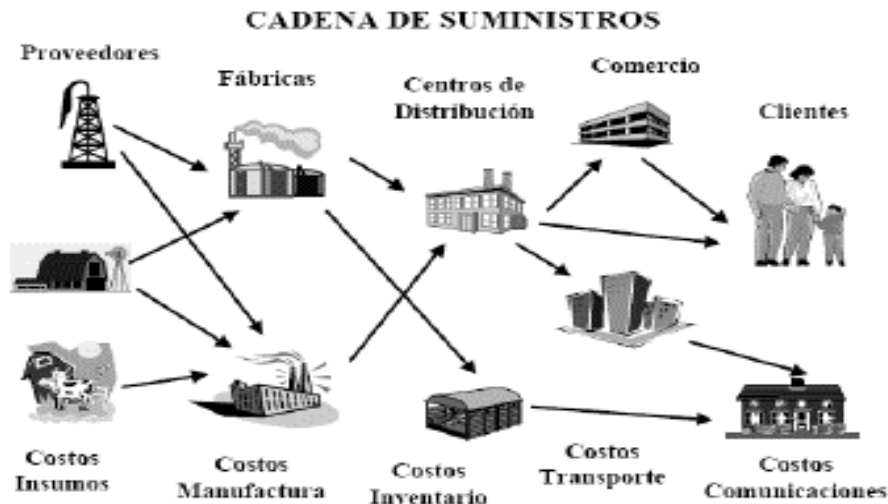 CADENA DE SUMINISTROS
Proveedores
Fábricas
Centros de
Distribución
Comercio
Clientes
Costos
Insumos
Costos
Manufactura
Costos
Inventario
Costos
Transporte
Costos
Comunicaciones